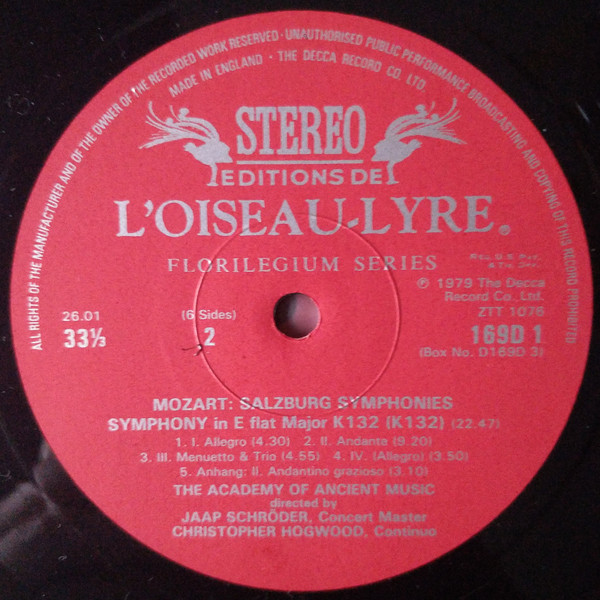 ALL RIGHTS OF THE MANUFACTURER AND OF THE OWNER OF THE RECORDED WORK RESERVED · UNAUTHORISED PUBLIC PERFORMANCE BROADCASTING AND COPYING OF THIS RECORD PROHIBITED
MADE IN ENGLAND · THE DECCA RECORD CO. LTD.
STEREO
EDITIONS DE
L'OISEAU-LYRE®
FLORILEGIUM SERIES
Reg. U.S. Pat.
& Tm. Off.
℗ 1979 The Decca
Record Co., Ltd.
26.01
(6 Sides)
ZTT 1076
33⅓
2
169D 1
(Box No. D169D 3)
MOZART: SALZBURG SYMPHONIES
SYMPHONY in E flat Major K132 (K132) (22.47)
1. I. Allegro (4.30) 2. II. Andante (9.20)
3. III. Menuetto & Trio (4.55) 4. IV. (Allegro) (3.50)
5. Anhang: II. Andantino grazioso (3.10)
THE ACADEMY OF ANCIENT MUSIC
directed by
JAAP SCHRÖDER, Concert Master
CHRISTOPHER HOGWOOD, Continuo